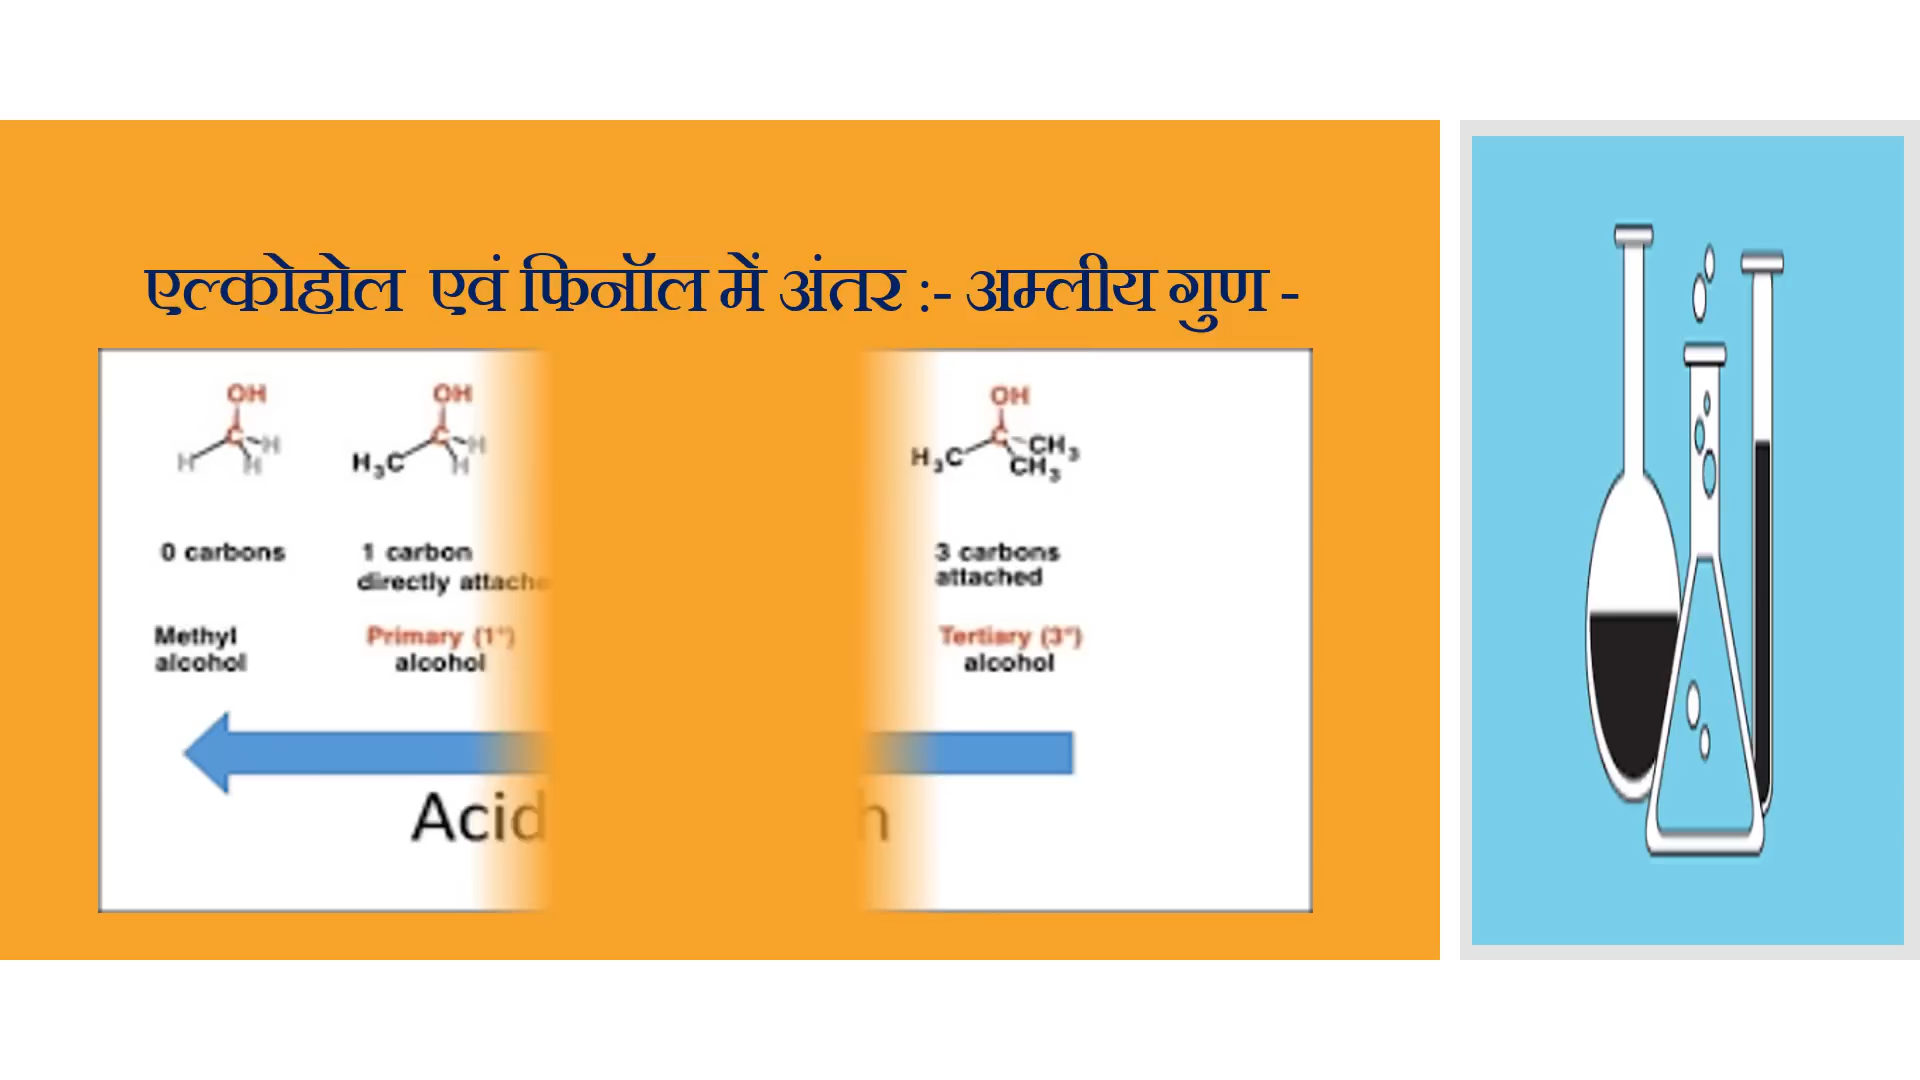 एल्कोहोल एवं फिनॉल में अंतर :- अम्लीय गुण -
OH OH OH
H C H H
H₃C C H H
H₃C C CH₃ CH₃
0 carbons 1 carbon 3 carbons
directly attached
Methyl Primary (1°) Tertiary (3°)
alcohol alcohol alcohol
Acid